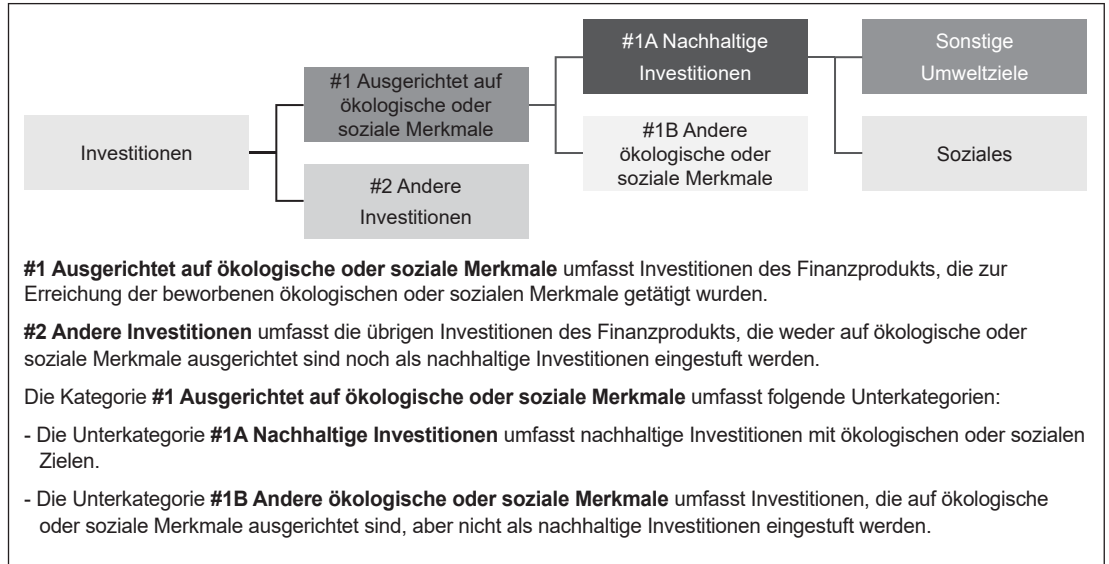 Investitionen
#1 Ausgerichtet auf
ökologische oder
soziale Merkmale
#2 Andere
Investitionen
#1A Nachhaltige
Investitionen
#1B Andere
ökologische oder
soziale Merkmale
Sonstige
Umweltziele
Soziales
#1 Ausgerichtet auf ökologische oder soziale Merkmale umfasst Investitionen des Finanzprodukts, die zur
Erreichung der beworbenen ökologischen oder sozialen Merkmale getätigt wurden.
#2 Andere Investitionen umfasst die übrigen Investitionen des Finanzprodukts, die weder auf ökologische oder
soziale Merkmale ausgerichtet sind noch als nachhaltige Investitionen eingestuft werden.
Die Kategorie #1 Ausgerichtet auf ökologische oder soziale Merkmale umfasst folgende Unterkategorien:
- Die Unterkategorie #1A Nachhaltige Investitionen umfasst nachhaltige Investitionen mit ökologischen oder sozialen
Zielen.
- Die Unterkategorie #1B Andere ökologische oder soziale Merkmale umfasst Investitionen, die auf ökologische
oder soziale Merkmale ausgerichtet sind, aber nicht als nachhaltige Investitionen eingestuft werden.